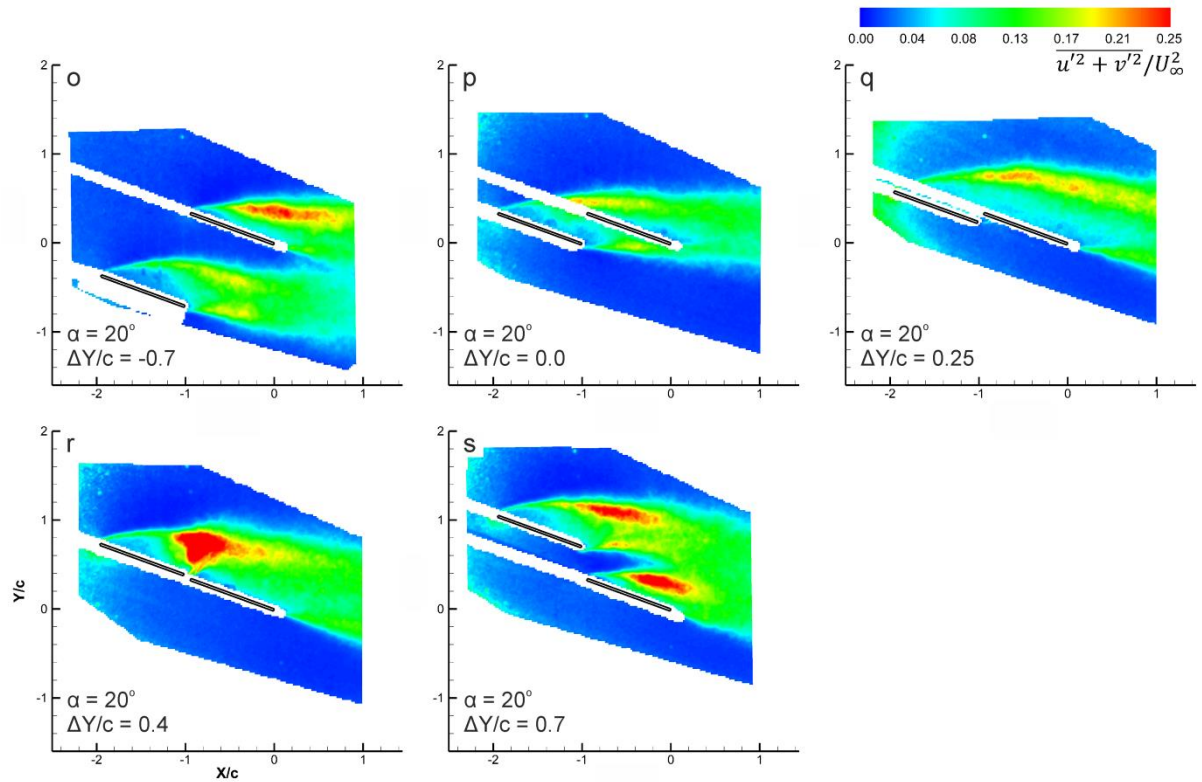 0.00 0.04 0.08 0.13 0.17 0.21 0.25
u′² + v′²/U∞²
o
2
1
0
-1
-2 -1 0 1
α = 20°
ΔY/c = -0.7
p
2
1
0
-1
-2 -1 0 1
α = 20°
ΔY/c = 0.0
q
2
1
0
-1
-2 -1 0 1
α = 20°
ΔY/c = 0.25
r
2
1
0
-1
-2 -1 0 1
Y/c
X/c
α = 20°
ΔY/c = 0.4
s
2
1
0
-1
-2 -1 0 1
α = 20°
ΔY/c = 0.7